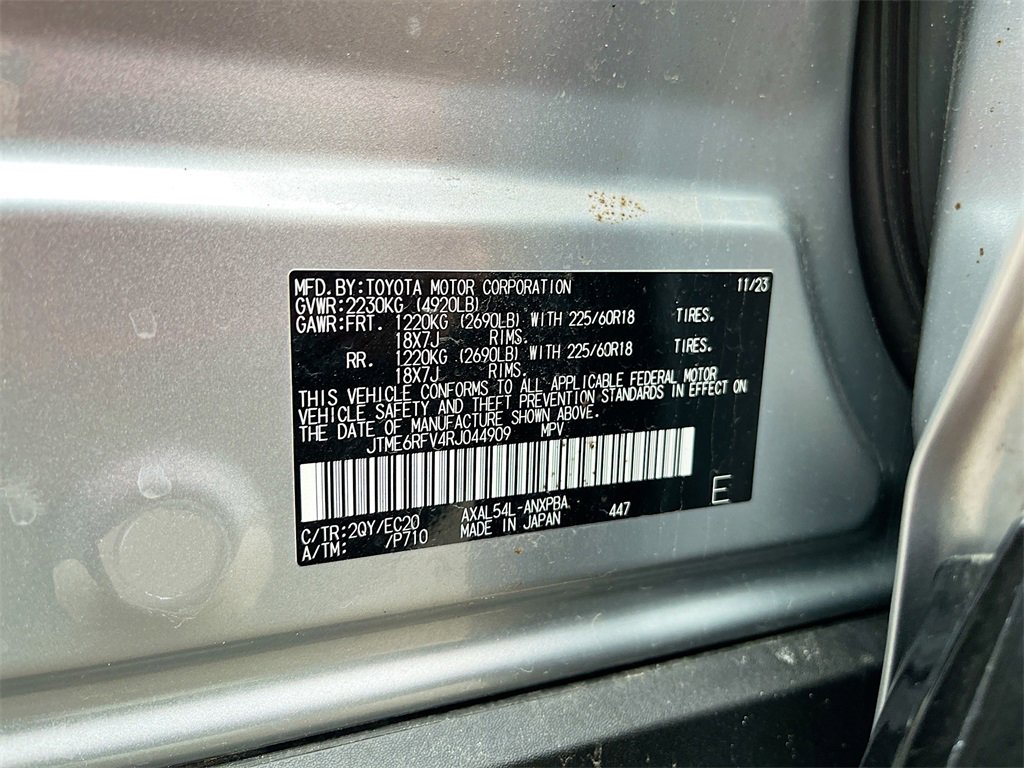 MFD. BY: TOYOTA MOTOR CORPORATION 11/23
GVWR: 2230KG (4920LB)
GAWR: FRT. 1220KG (2690LB) WITH 225/60R18 TIRES.
18X7J RIMS.
RR. 1220KG (2690LB) WITH 225/60R18 TIRES.
18X7J RIMS.
THIS VEHICLE CONFORMS TO ALL APPLICABLE FEDERAL MOTOR
VEHICLE SAFETY AND THEFT PREVENTION STANDARDS IN EFFECT ON
THE DATE OF MANUFACTURE SHOWN ABOVE.
JTME6RFV4RJ044909 MPV
C/TR: 2QY/EC20 AXAL54L-ANXPBA 447 E
A/TM: /P710 MADE IN JAPAN